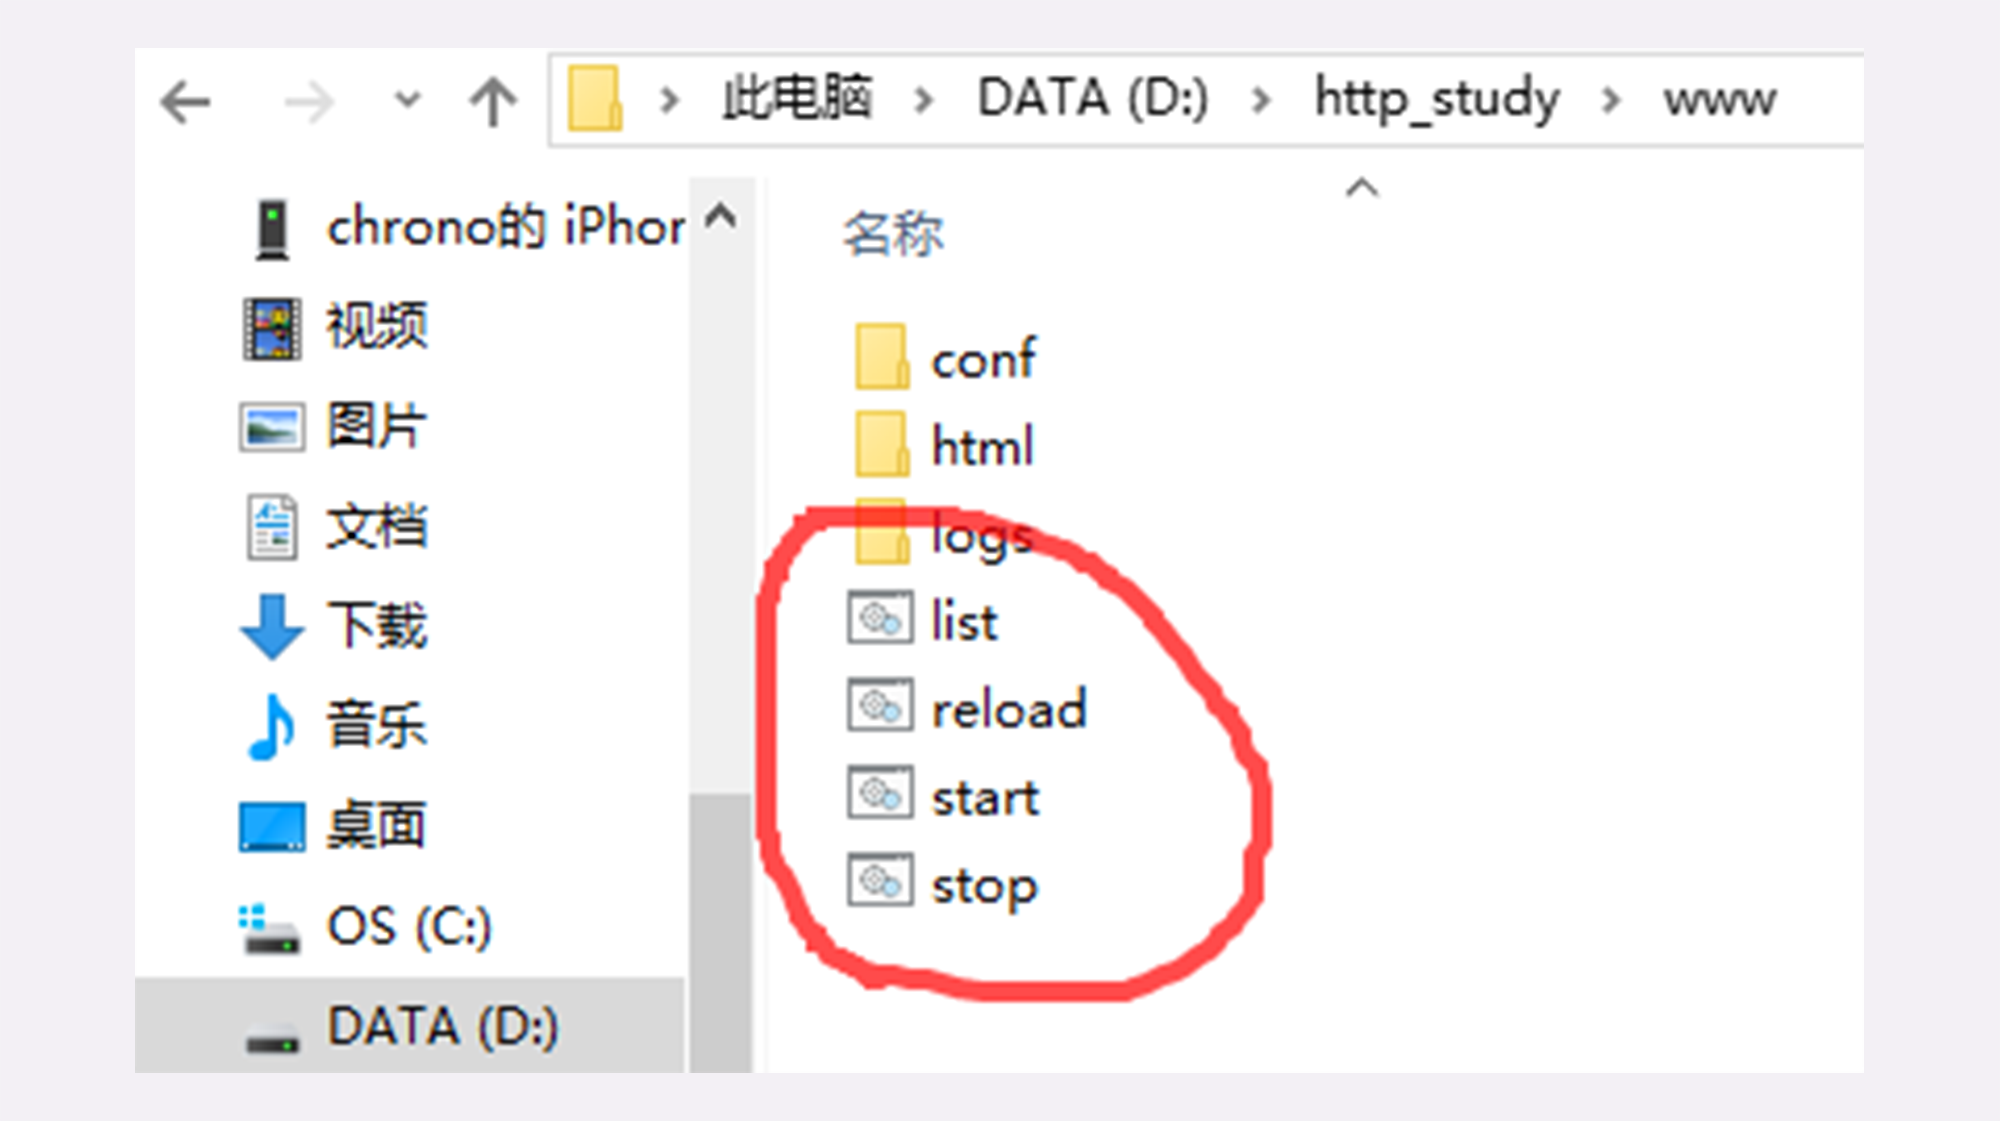 此电脑 > DATA (D:) > http_study > www
chrono的 iPhor
视频
图片
文档
下载
音乐
桌面
OS (C:)
DATA (D:)
名称
conf
html
logs
list
reload
start
stop